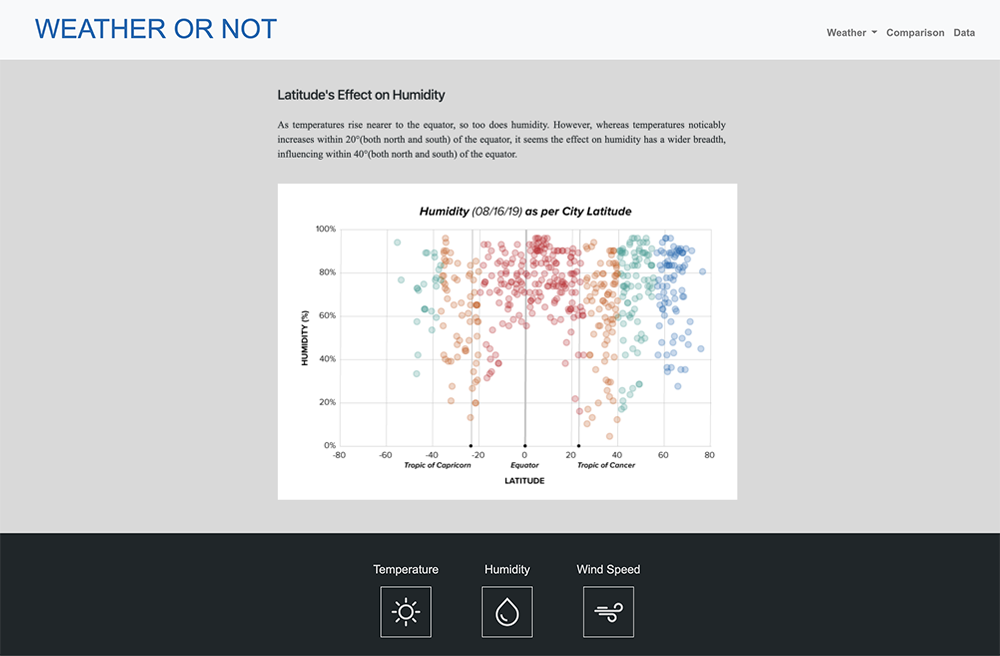 WEATHER OR NOT
Weather Comparison Data
Latitude's Effect on Humidity
As temperatures rise nearer to the equator, so too does humidity. However, whereas temperatures noticably
increases within 20°(both north and south) of the equator, it seems the effect on humidity has a wider breadth,
influencing within 40°(both north and south) of the equator.
Humidity (08/16/19) as per City Latitude
100%
80%
60%
40%
20%
0%
HUMIDITY (%)
-80 -60 -40 -20 0 20 40 60 80
Tropic of Capricorn Equator Tropic of Cancer
LATITUDE
Temperature Humidity Wind Speed